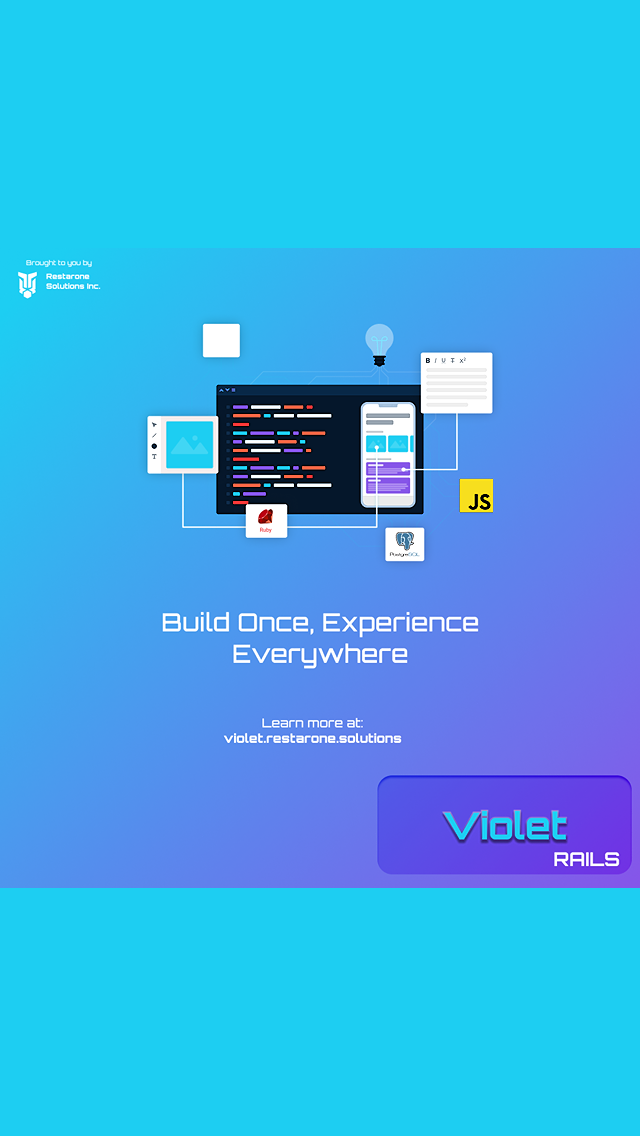 Brought to you by
Restarone
Solutions Inc.
B I U T x²
T
JS
Ruby
PostgreSQL
Build Once, Experience
Everywhere
Learn more at:
violet.restarone.solutions
Violet
RAILS